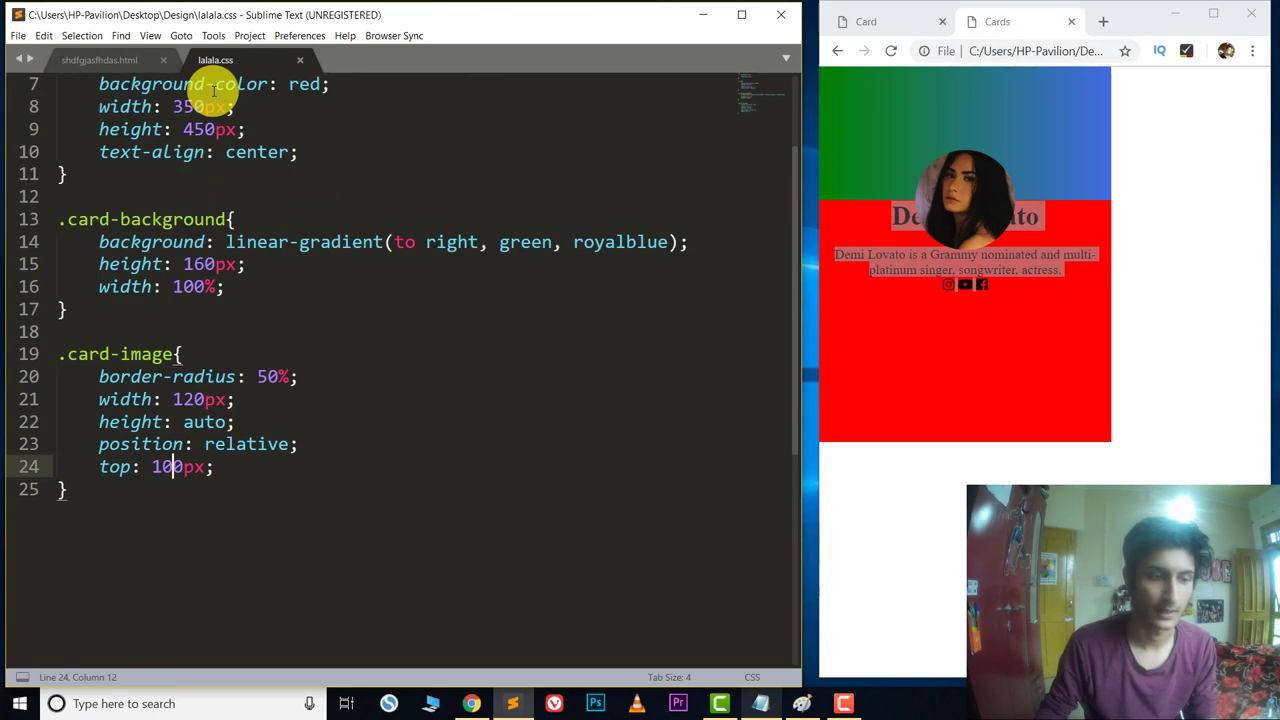 C:\Users\HP-Pavilion\Desktop\Design\lalala.css - Sublime Text (UNREGISTERED)
File Edit Selection Find View Goto Tools Project Preferences Help Browser Sync
shdfgjasfhdas.html
lalala.css
7 background-color: red;
8 width: 350px;
9 height: 450px;
10 text-align: center;
11 }
12
13 .card-background{
14 background: linear-gradient(to right, green, royalblue);
15 height: 160px;
16 width: 100%;
17 }
18
19 .card-image{
20 border-radius: 50%;
21 width: 120px;
22 height: auto;
23 position: relative;
24 top: 100px;
25 }
Line 24, Column 12
Tab Size: 4
CSS
Card
Cards
File
C:/Users/HP-Pavilion/De...
IQ
Demi Lovato is a Grammy nominated and multi-
platinum singer, songwriter, actress.
Type here to search
Ps
Pr